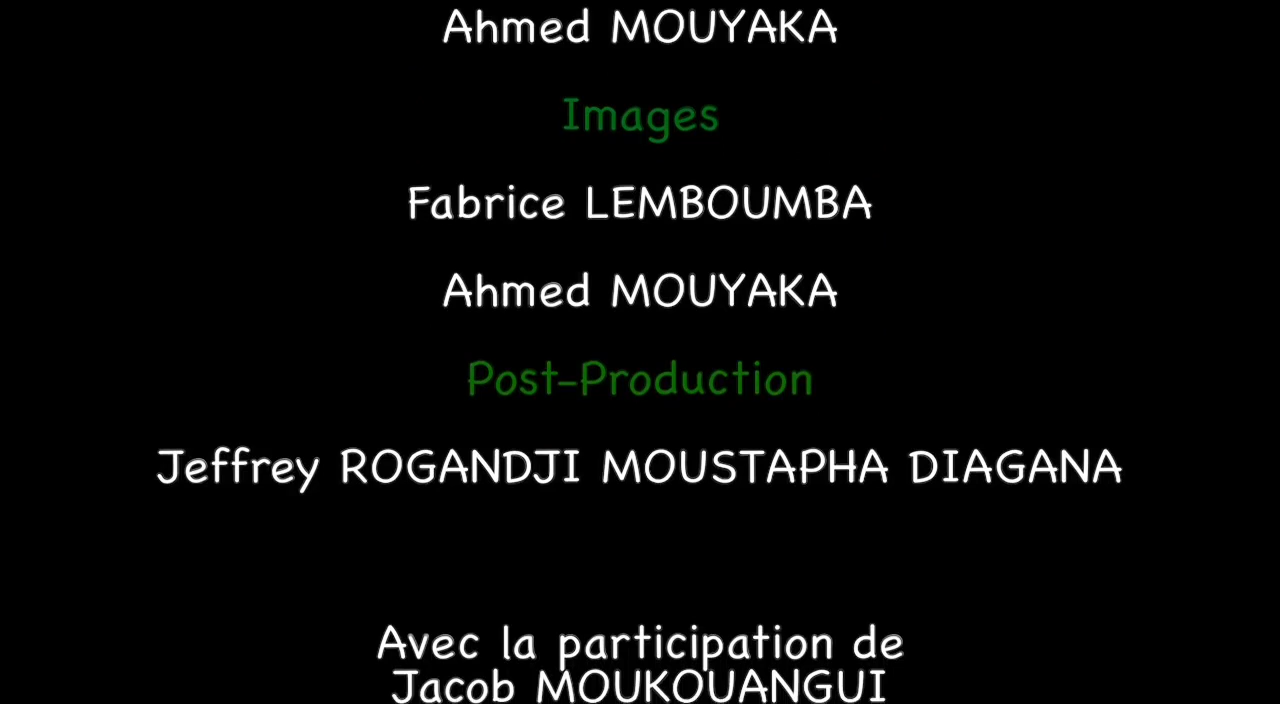 Ahmed MOUYAKA
Images
Fabrice LEMBOUMBA
Ahmed MOUYAKA
Post-Production
Jeffrey ROGANDJI MOUSTAPHA DIAGANA
Avec la participation de
Jacob MOUKOUANGUI